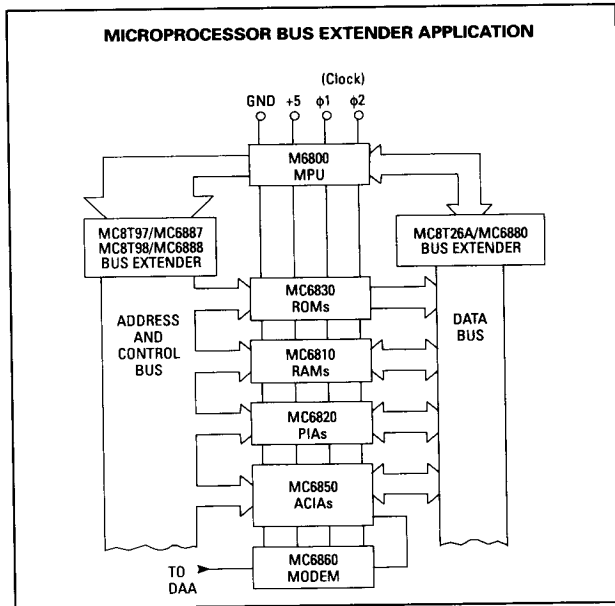 MICROPROCESSOR BUS EXTENDER APPLICATION
(Clock)
GND +5 ϕ1 ϕ2
M6800
MPU
MC8T97/MC6887
MC8T98/MC6888
BUS EXTENDER
MC8T26A/MC6880
BUS EXTENDER
MC6830
ROMs
ADDRESS
AND
CONTROL
BUS
DATA
BUS
MC6810
RAMs
MC6820
PIAs
MC6850
ACIAs
MC6860
MODEM
TO
DAA